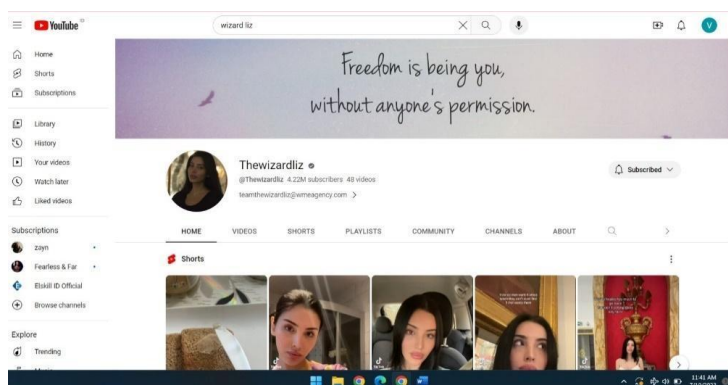 YouTube
wizard liz
V
Home
Shorts
Subscriptions
Library
History
Your videos
Watch later
Liked videos
Subscriptions
zayn
Fearless & Far
Elskill ID Official
Browse channels
Explore
Trending
Freedom is being you,
without anyone's permission.
Thewizardliz
@Thewizardliz 4.22M subscribers 48 videos
teamthewizardliz@wmeagency.com
Subscribed
HOME VIDEOS SHORTS PLAYLISTS COMMUNITY CHANNELS ABOUT
Shorts
TikTok
11:41 AM